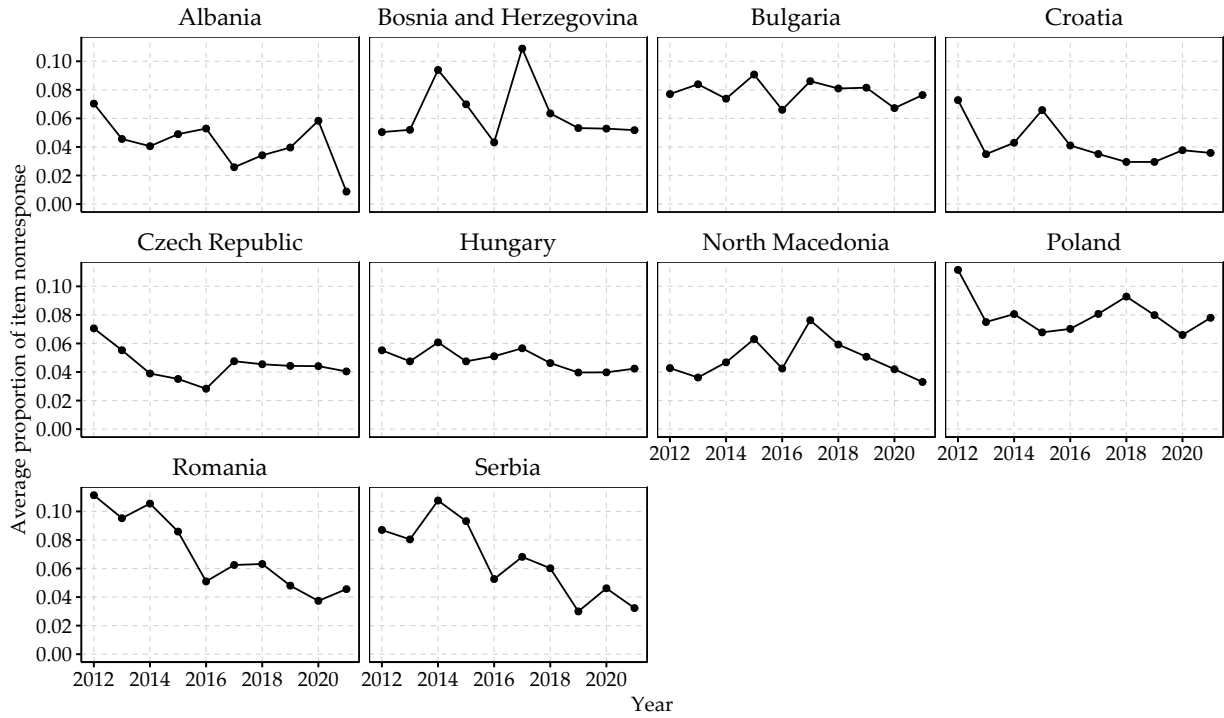 Albania Bosnia and Herzegovina Bulgaria Croatia
0.10
0.08
0.06
0.04
0.02
0.00
Czech Republic Hungary North Macedonia Poland
0.10
0.08
0.06
0.04
0.02
0.00
2012 2014 2016 2018 2020 2012 2014 2016 2018 2020
Romania Serbia
0.10
0.08
0.06
0.04
0.02
0.00
2012 2014 2016 2018 2020 2012 2014 2016 2018 2020
Year
Average proportion of item nonresponse